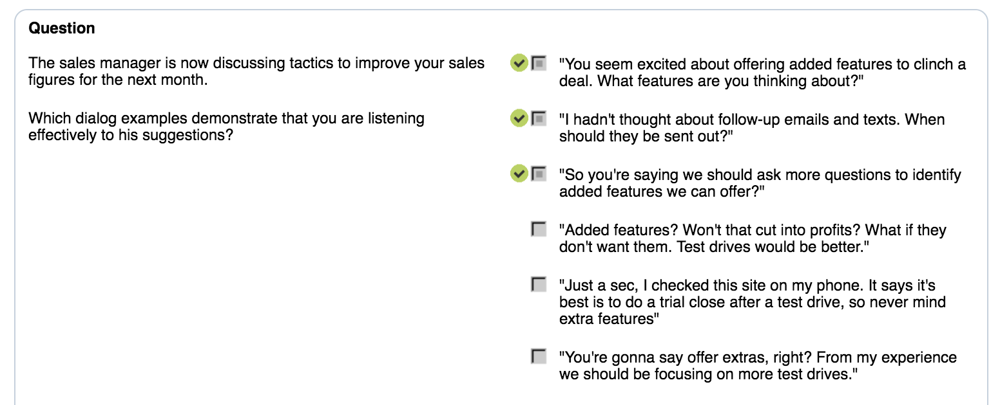 Question
The sales manager is now discussing tactics to improve your sales
figures for the next month.
Which dialog examples demonstrate that you are listening
effectively to his suggestions?
"You seem excited about offering added features to clinch a
deal. What features are you thinking about?"
"I hadn't thought about follow-up emails and texts. When
should they be sent out?"
"So you're saying we should ask more questions to identify
added features we can offer?"
"Added features? Won't that cut into profits? What if they
don't want them. Test drives would be better."
"Just a sec, I checked this site on my phone. It says it's
best is to do a trial close after a test drive, so never mind
extra features"
"You're gonna say offer extras, right? From my experience
we should be focusing on more test drives."